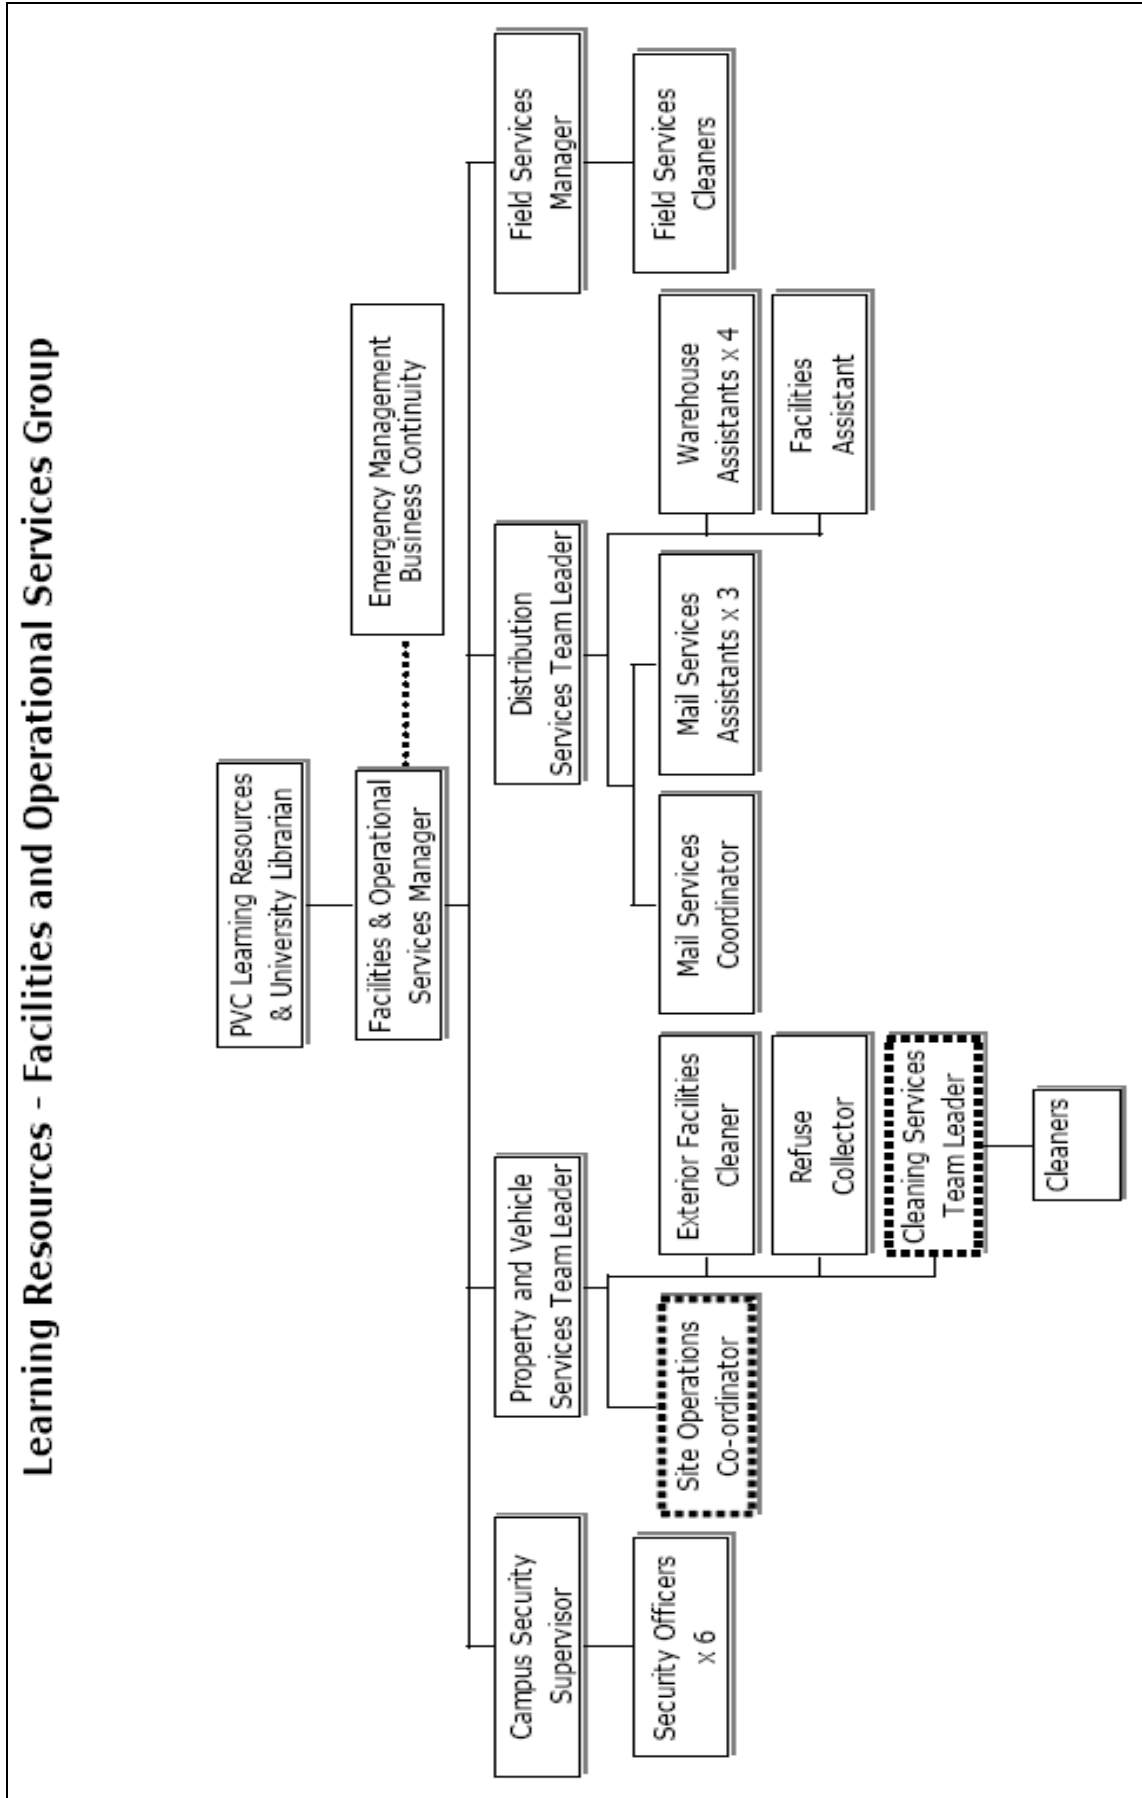 Learning Resources - Facilities and Operational Services Group
PVC Learning Resources
& University Librarian
Facilities & Operational
Services Manager
Emergency Management
Business Continuity
Campus Security
Supervisor
Property and Vehicle
Services Team Leader
Distribution
Services Team Leader
Field Services
Manager
Security Officers
x 6
Site Operations
Co-ordinator
Exterior Facilities
Cleaner
Refuse
Collector
Cleaning Services
Team Leader
Cleaners
Mail Services
Coordinator
Mail Services
Assistants x 3
Warehouse
Assistants x 4
Facilities
Assistant
Field Services
Cleaners